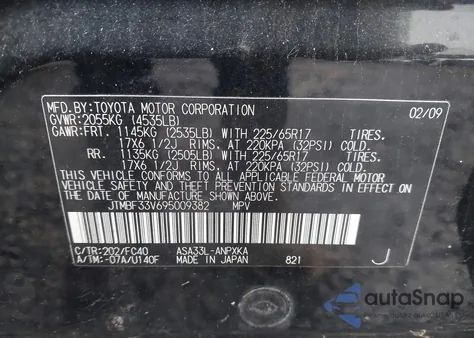 MFD.BY:TOYOTA MOTOR CORPORATION 02/09
GVWR:2055KG (4535LB)
GAWR:FRT. 1145KG (2535LB) WITH 225/65R17 TIRES.
17X6 1/2J RIMS, AT 220KPA (32PSI) COLD.
RR. 1135KG (2505LB) WITH 225/65R17 TIRES.
17X6 1/2J RIMS, AT 220KPA (32PSI) COLD.
THIS VEHICLE CONFORMS TO ALL APPLICABLE FEDERAL MOTOR
VEHICLE SAFETY AND BUMPER STANDARDS IN EFFECT ON
THE DATE OF MANUFACTURE SHOWN ABOVE.
JTMBF33V695009382 MPV
C/TR:202/FC40 ASA33L-ANPXKA
A/TM:-07A/U140F MADE IN JAPAN 821 J
autoSnap